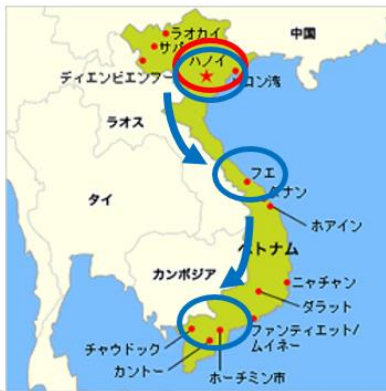 ラオカイ
中国
サパ
ハノイ
ディエンビエンフー
ロン湾
ラオス
フエ
タイ
ダナン
ホアイン
ベトナム
カンボジア
ニャチャン
ダラット
ファンティエット/
ムイネー
チャウドック
カントー
ホーチミン市